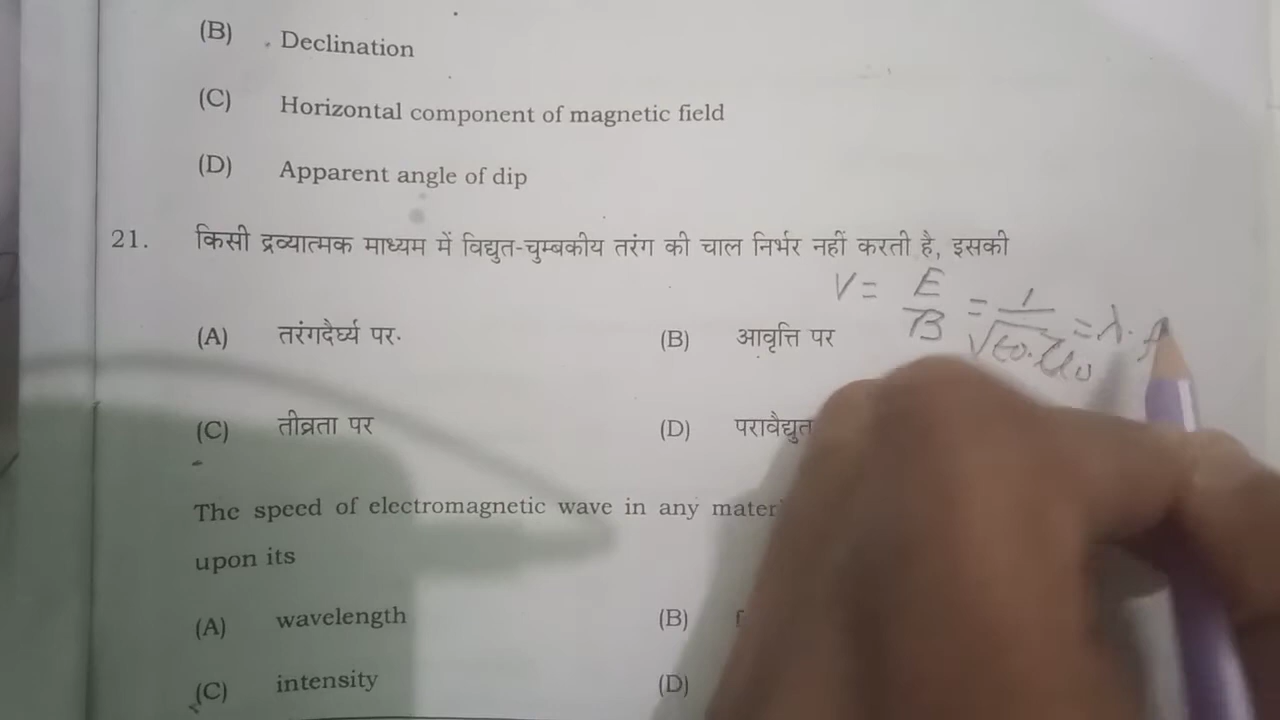 (B) Declination
(C) Horizontal component of magnetic field
(D) Apparent angle of dip
21. किसी द्रव्यात्मक माध्यम में विद्युत-चुम्बकीय तरंग की चाल निर्भर नहीं करती है, इसकी
V = E/B = 1/√ε0.μ0 = λ.
(A) तरंगदैर्घ्य पर (B) आवृत्ति पर
(C) तीव्रता पर (D) परावैद्युत
The speed of electromagnetic wave in any
upon its
(A) wavelength (B)
(C) intensity (D)